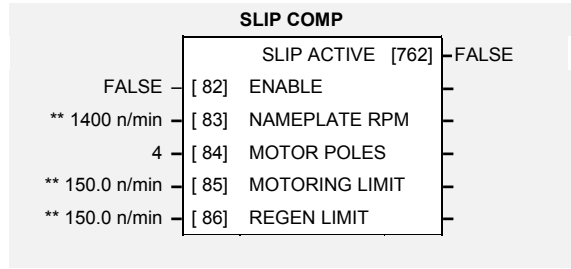 SLIP COMP
SLIP ACTIVE [762] FALSE
FALSE [ 82] ENABLE
** 1400 n/min [ 83] NAMEPLATE RPM
4 [ 84] MOTOR POLES
** 150.0 n/min [ 85] MOTORING LIMIT
** 150.0 n/min [ 86] REGEN LIMIT